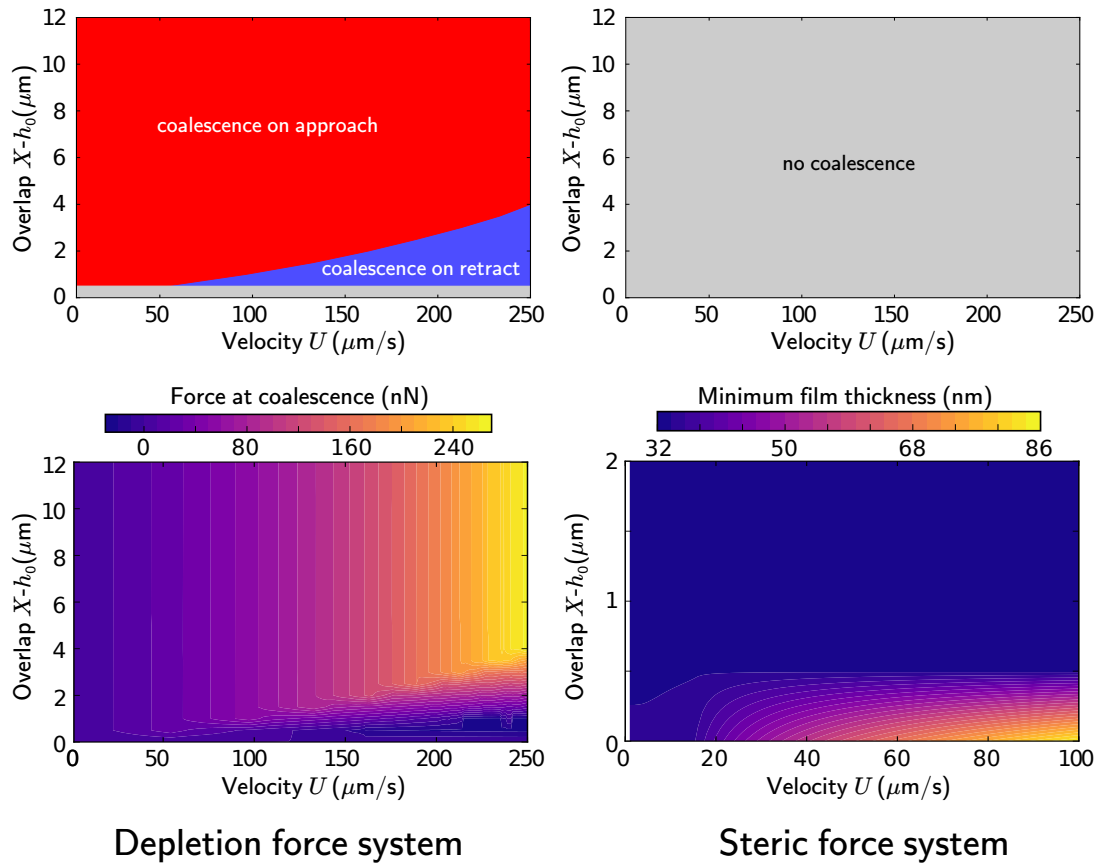 12
10
8
6
4
2
0
Overlap X-h₀(μm)
coalescence on approach
coalescence on retract
0 50 100 150 200 250
Velocity U (μm/s)
12
10
8
6
4
2
0
Overlap X-h₀(μm)
no coalescence
0 50 100 150 200 250
Velocity U (μm/s)
Force at coalescence (nN)
0 80 160 240
12
10
8
6
4
2
0
Overlap X-h₀(μm)
0 50 100 150 200 250
Velocity U (μm/s)
Minimum film thickness (nm)
32 50 68 86
2
1
0
Overlap X-h₀(μm)
0 20 40 60 80 100
Velocity U (μm/s)
Depletion force system
Steric force system